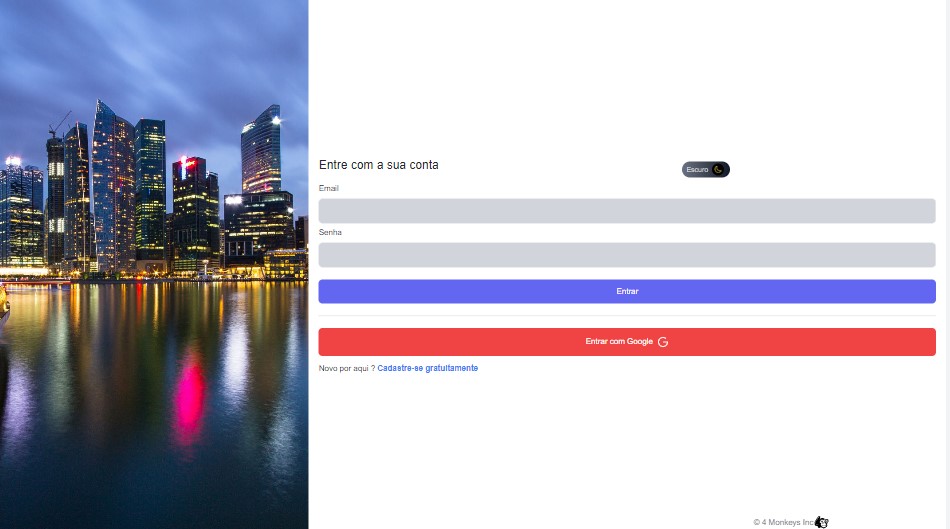 Entre com a sua conta
Escuro
Email
Senha
Entrar
Entrar com Google
Novo por aqui ? Cadastre-se gratuitamente
© 4 Monkeys Inc